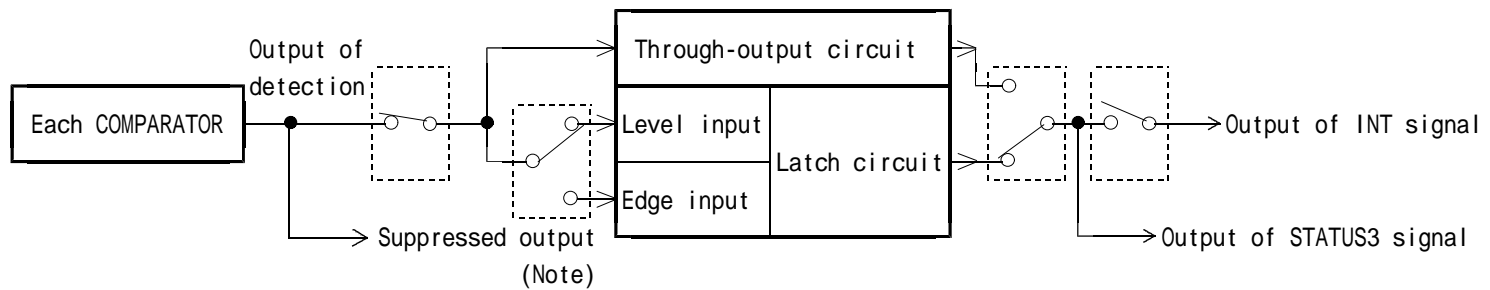 Output of
detection
Each COMPARATOR
Through-output circuit
Level input
Edge input
Latch circuit
Output of INT signal
Output of STATUS3 signal
Suppressed output
(Note)